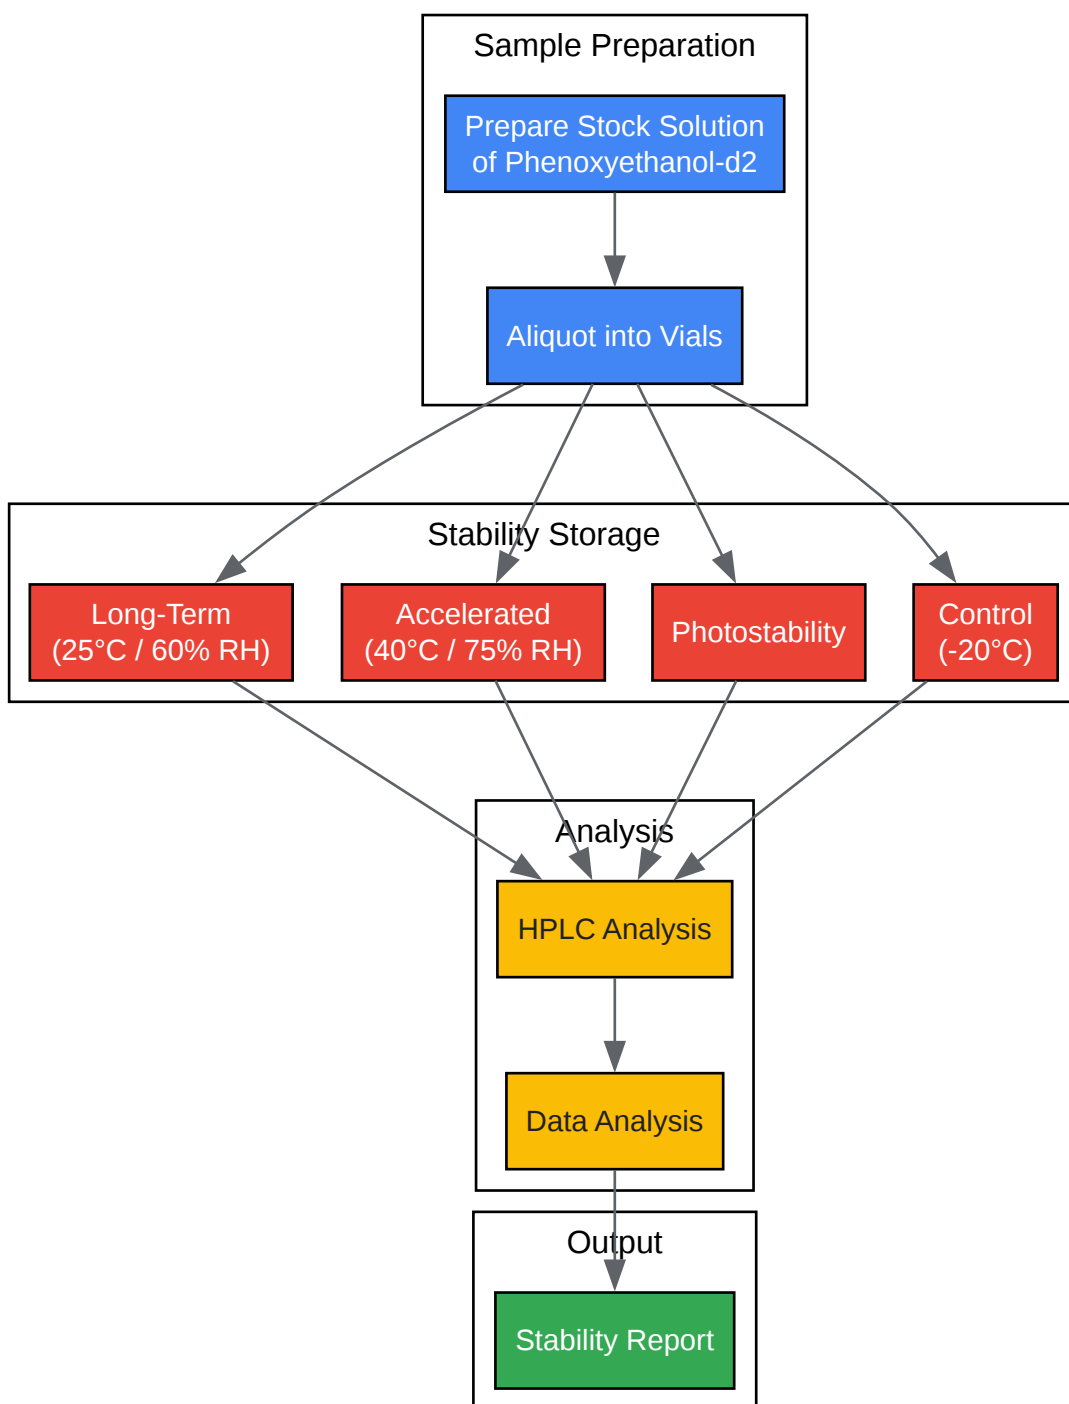 Sample Preparation
Prepare Stock Solution
of Phenoxyethanol-d2
Aliquot into Vials
Stability Storage
Long-Term
(25°C / 60% RH)
Accelerated
(40°C / 75% RH)
Photostability
Control
(-20°C)
Analysis
HPLC Analysis
Data Analysis
Output
Stability Report